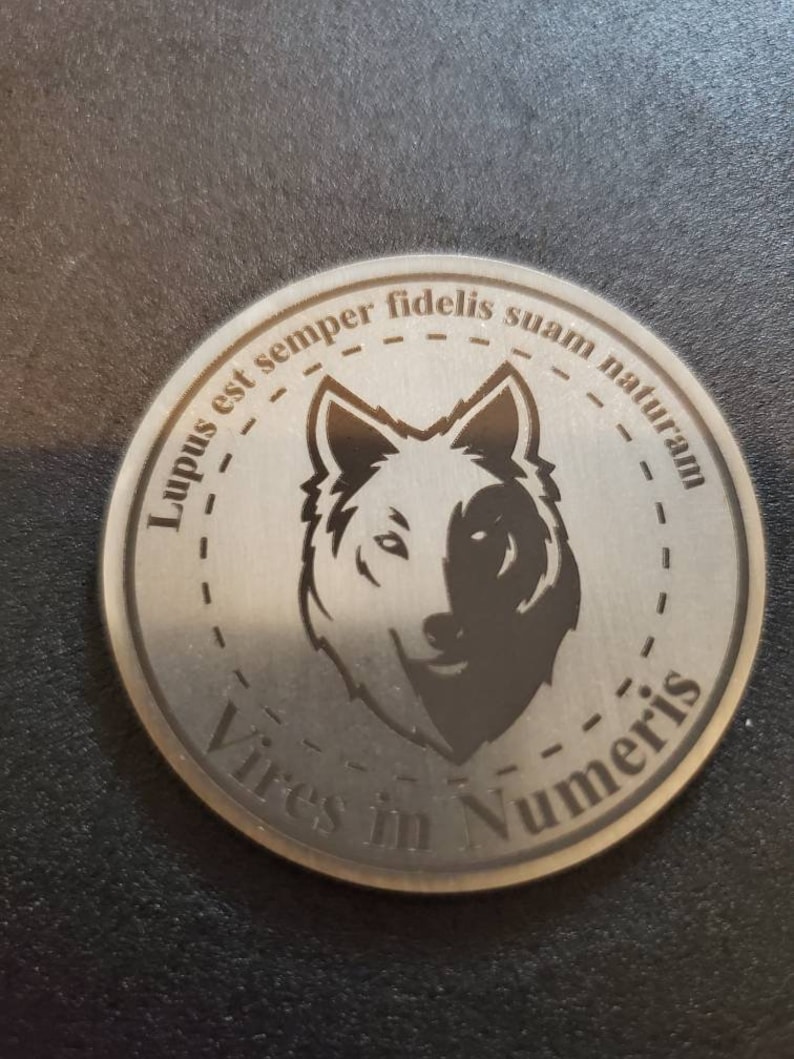 Lupus est semper fidelis suam naturam
Vires in Numeris